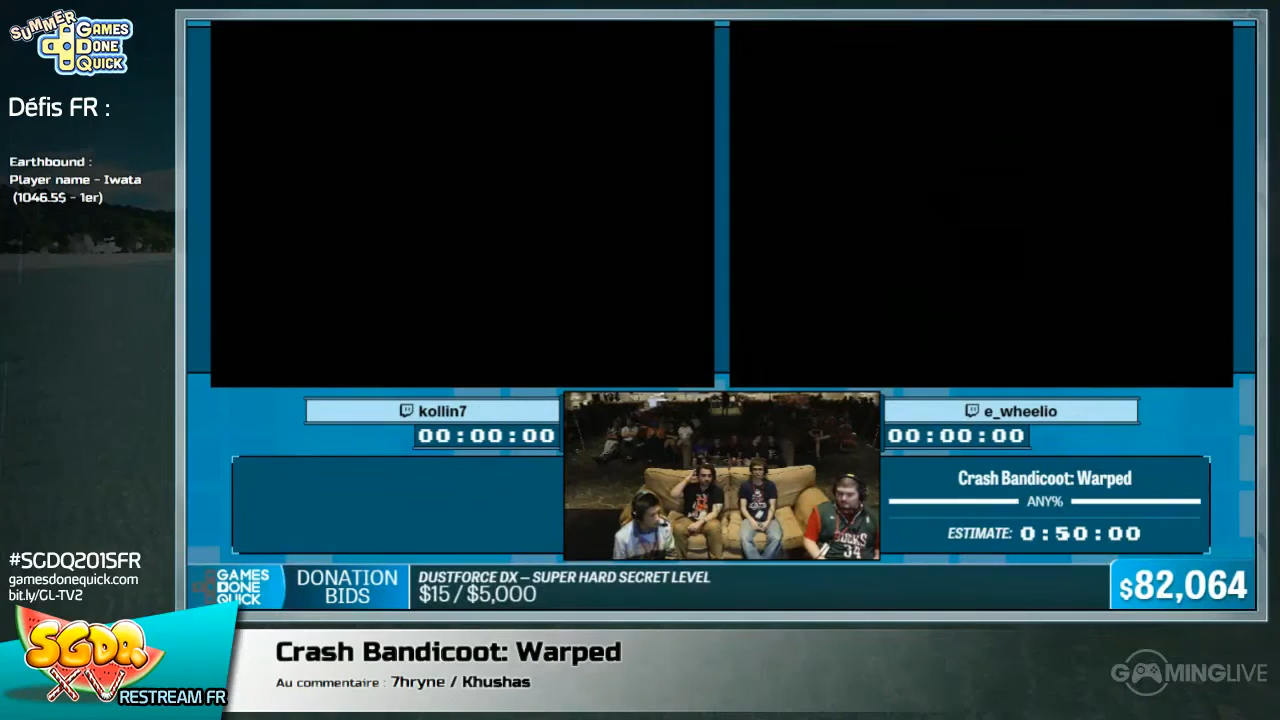 SUMMER
GAMES
DONE
QUICK
Défis FR :
Earthbound :
Player name - Iwata
(1046.5$ - 1er)
kollin7
00:00:00
e_wheelio
00:00:00
Crash Bandicoot: Warped
ANY%
ESTIMATE: 0:50:00
34
#SGDQ2015FR
gamesdonequick.com
bit.ly/GL-TV2
GAMES
DONE
QUICK
DONATION
BIDS
DUSTFORCE DX – SUPER HARD SECRET LEVEL
$15 / $5,000
$82,064
SGDQ
XV
RESTREAM FR
Crash Bandicoot: Warped
Au commentaire : 7hryne / Khushas
GAMINGLIVE